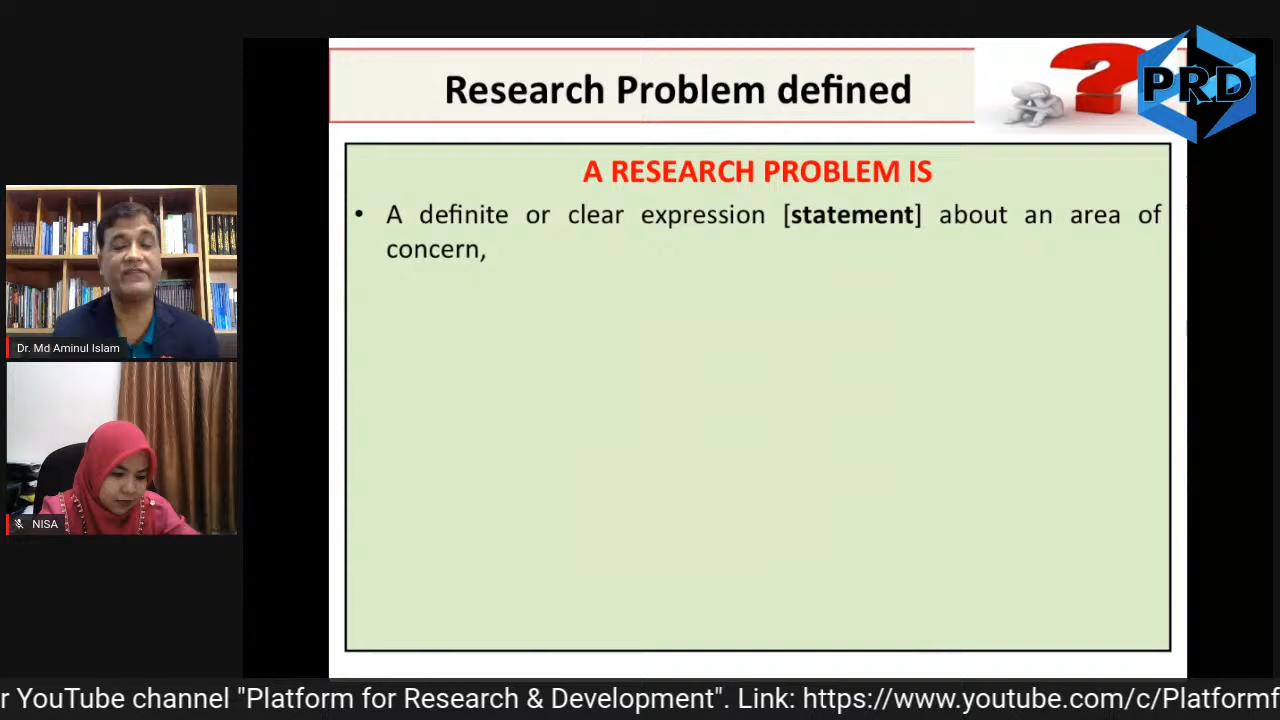 Research Problem defined
PRD
A RESEARCH PROBLEM IS
• A definite or clear expression [statement] about an area of
concern,
Dr. Md Aminul Islam
NISA
r YouTube channel "Platform for Research & Development". Link: https://www.youtube.com/c/Platformf